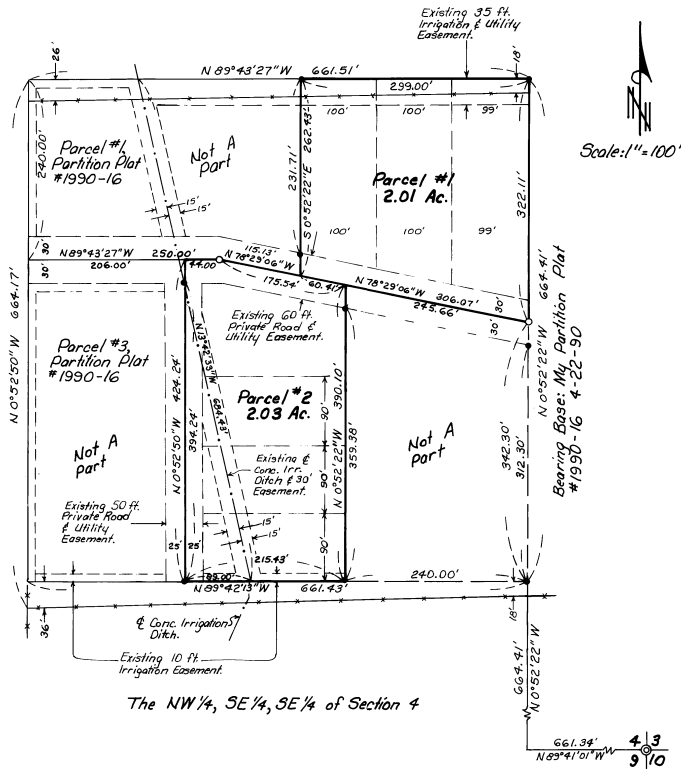 Existing 35 ft.
Irrigation & Utility
Easement.
26'
N 89°43'27"W 661.51'
18'
299.00'
100' 100' 99'
N
Scale: 1"=100'
240.00'
Parcel #1,
Partition Plat
#1990-16
Not A
part
15'
15'
231.71'
S 0°52'22"E 262.43'
Parcel #1
2.01 Ac.
322.11'
100' 100' 99'
30'
30'
N89°43'27"W 250.00'
206.00' 44.00'
115.13'
N 78°29'06"W
175.54' 60.41'
N 78°29'06"W 306.07'
245.66'
30'
30'
664.41'
N 0°52'22"W
Bearing Base: My Partition Plat
#1990-16 4-22-90
N 0°52'50"W 664.17'
Existing 60 ft.
Private Road &
Utility Easement.
Parcel #3,
Partition Plat
#1990-16
Not A
part
N 0°52'50"W 424.24'
394.24'
N13°42'33"W 684.43'
Parcel #2
2.03 Ac.
90'
90'
90'
N 0°52'22"W 390.10'
359.38'
Not A
part
342.30'
312.30'
Existing ℄
Conc. Irr.
Ditch & 30'
Easement.
Existing 50 ft.
Private Road
& Utility
Easement.
25' 25'
15'
15'
215.43'
89.00'
N89°42'13"W 661.43'
240.00'
36'
18'
℄ Conc. Irrigation
Ditch.
Existing 10 ft.
Irrigation Easement.
664.41'
N 0°52'22"W
The NW ¼, SE ¼, SE ¼ of Section 4
661.34'
N89°41'01"W
4 3
9 10